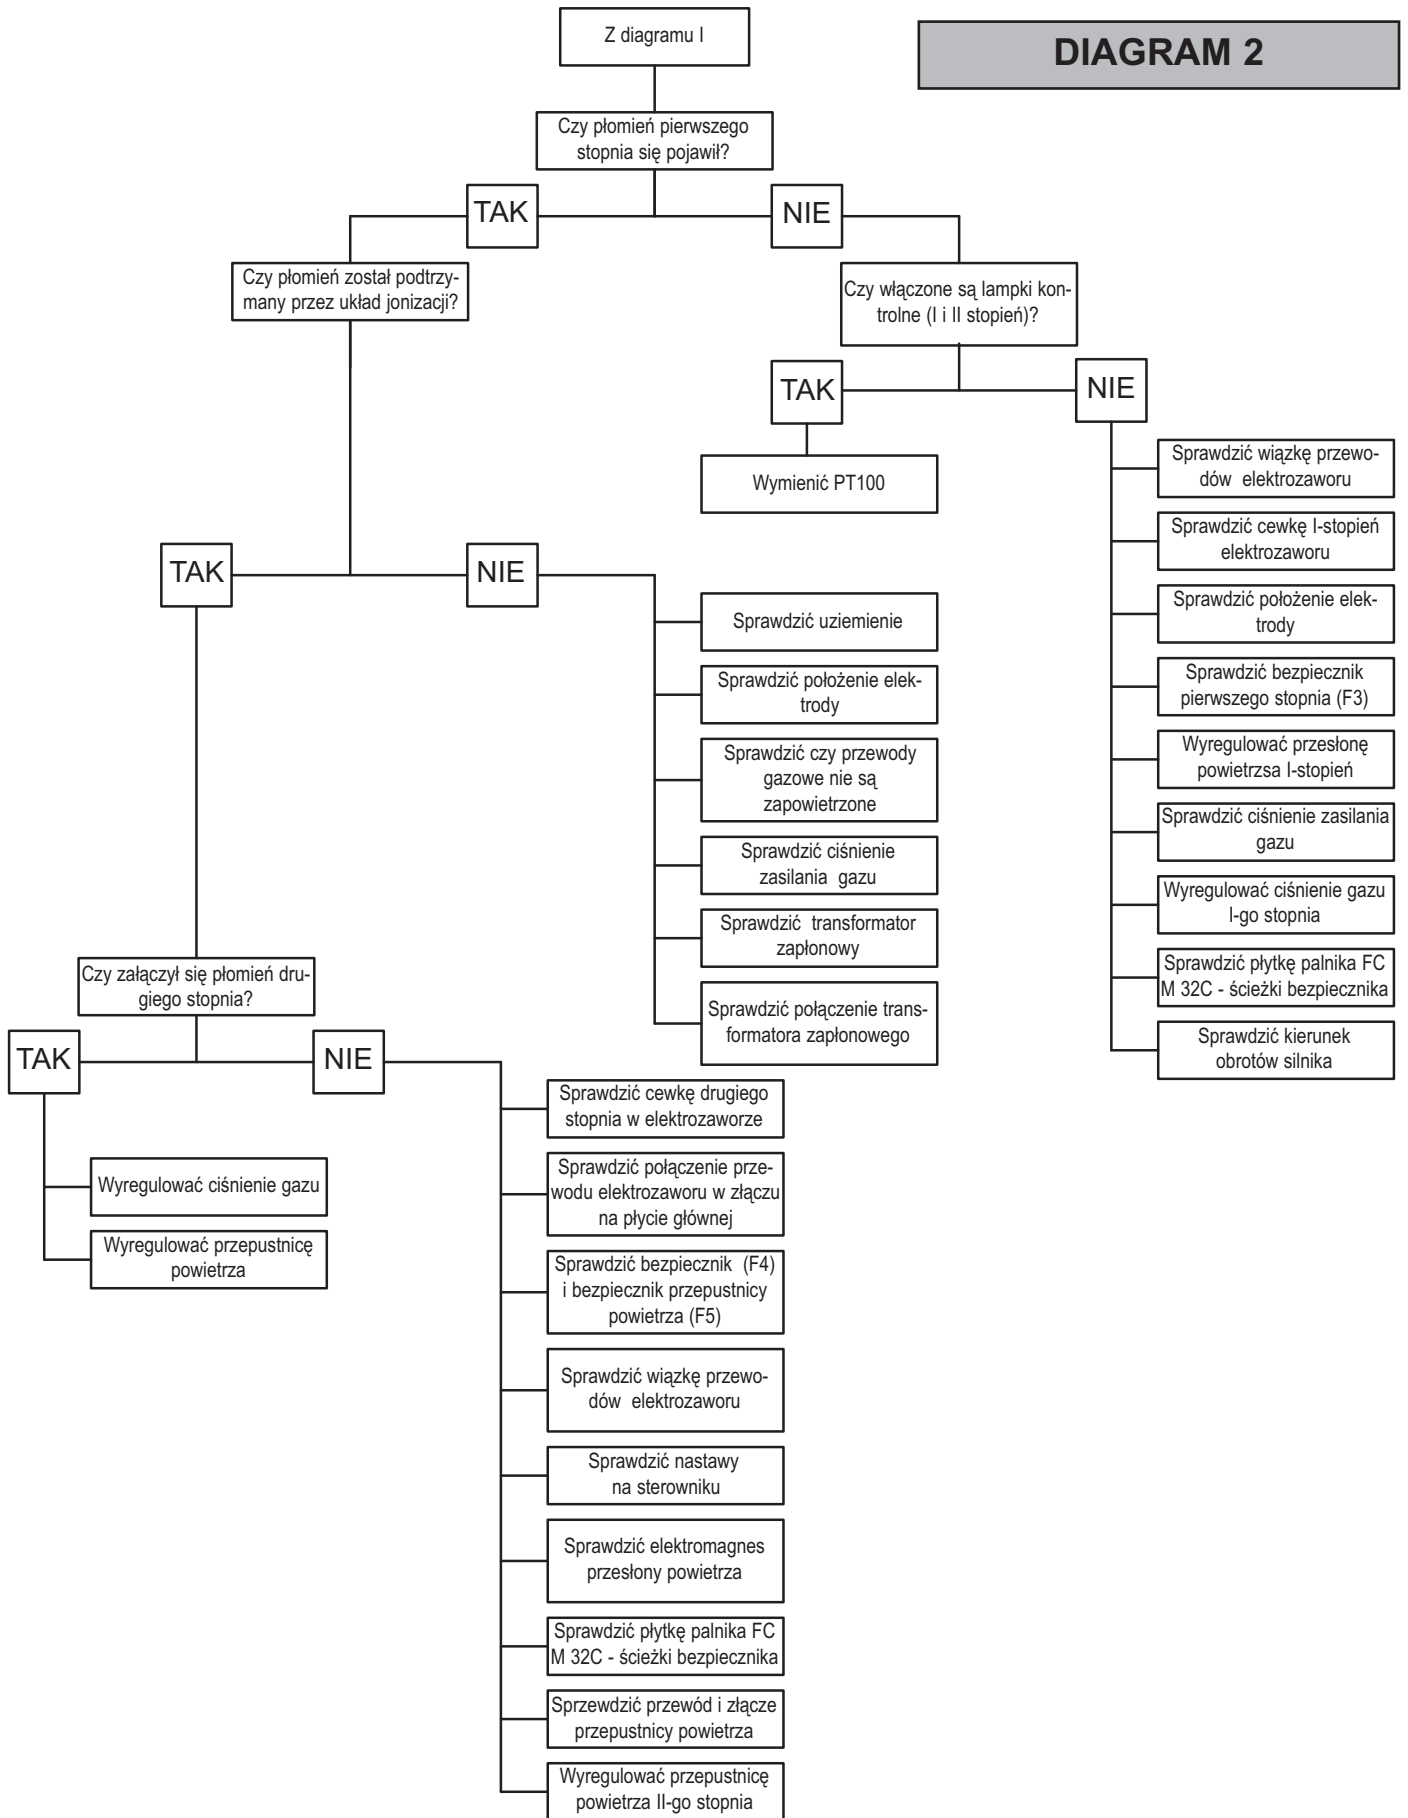 Z diagramu I
DIAGRAM 2
Czy płomień pierwszego
stopnia się pojawił?
TAK
NIE
Czy płomień został podtrzy-
many przez układ jonizacji?
Czy włączone są lampki kon-
trolne (I i II stopień)?
TAK
NIE
Wymienić PT100
Sprawdzić wiązkę przewo-
dów elektrozaworu
Sprawdzić cewkę I-stopień
elektrozaworu
Sprawdzić położenie elek-
trody
Sprawdzić bezpiecznik
pierwszego stopnia (F3)
Wyregulować przesłonę
powietrzsa I-stopień
Sprawdzić ciśnienie zasilania
gazu
Wyregulować ciśnienie gazu
I-go stopnia
Sprawdzić płytkę palnika FC
M 32C - ścieżki bezpiecznika
Sprawdzić kierunek
obrotów silnika
TAK
NIE
Sprawdzić uziemienie
Sprawdzić położenie elek-
trody
Sprawdzić czy przewody
gazowe nie są
zapowietrzone
Sprawdzić ciśnienie
zasilania gazu
Sprawdzić transformator
zapłonowy
Sprawdzić połączenie trans-
formatora zapłonowego
Czy załączył się płomień dru-
giego stopnia?
TAK
NIE
Wyregulować ciśnienie gazu
Wyregulować przepustnicę
powietrza
Sprawdzić cewkę drugiego
stopnia w elektrozaworze
Sprawdzić połączenie prze-
wodu elektrozaworu w złączu
na płycie głównej
Sprawdzić bezpiecznik (F4)
i bezpiecznik przepustnicy
powietrza (F5)
Sprawdzić wiązkę przewo-
dów elektrozaworu
Sprawdzić nastawy
na sterowniku
Sprawdzić elektromagnes
przesłony powietrza
Sprawdzić płytkę palnika FC
M 32C - ścieżki bezpiecznika
Sprzewdzić przewód i złącze
przepustnicy powietrza
Wyregulować przepustnicę
powietrza II-go stopnia